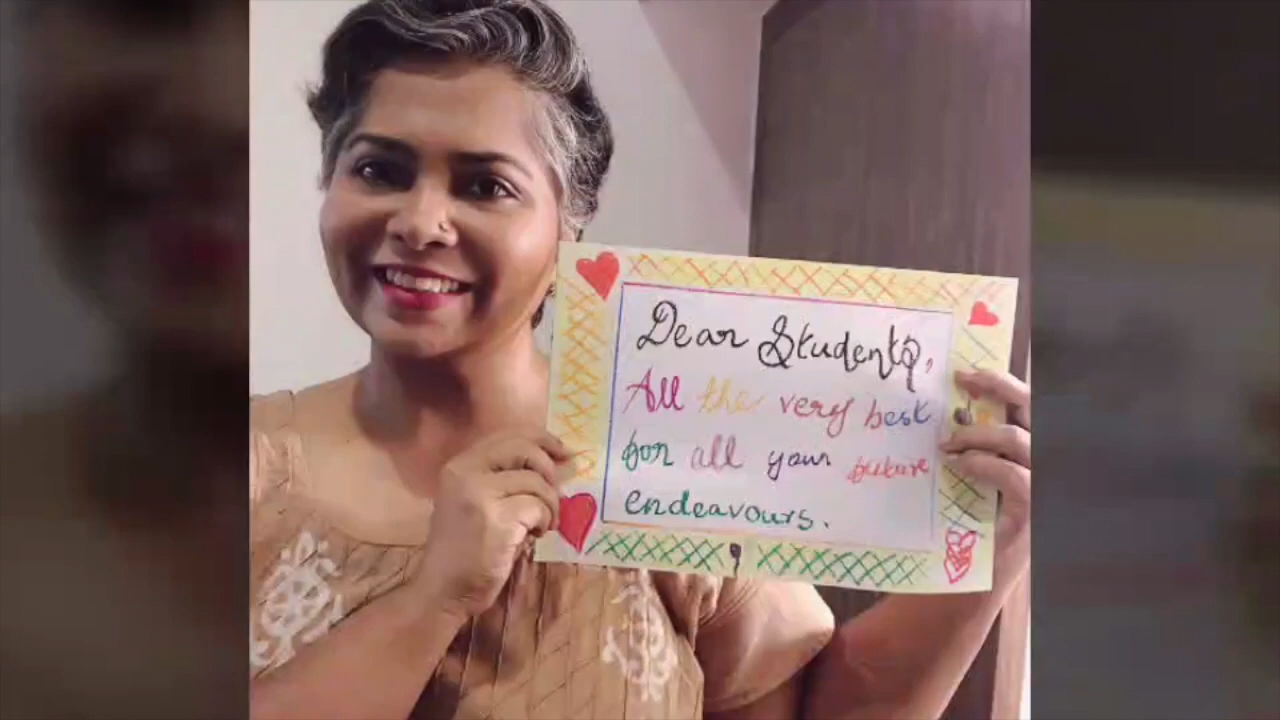 Dear Students,
All the very best
for all your future
endeavours.